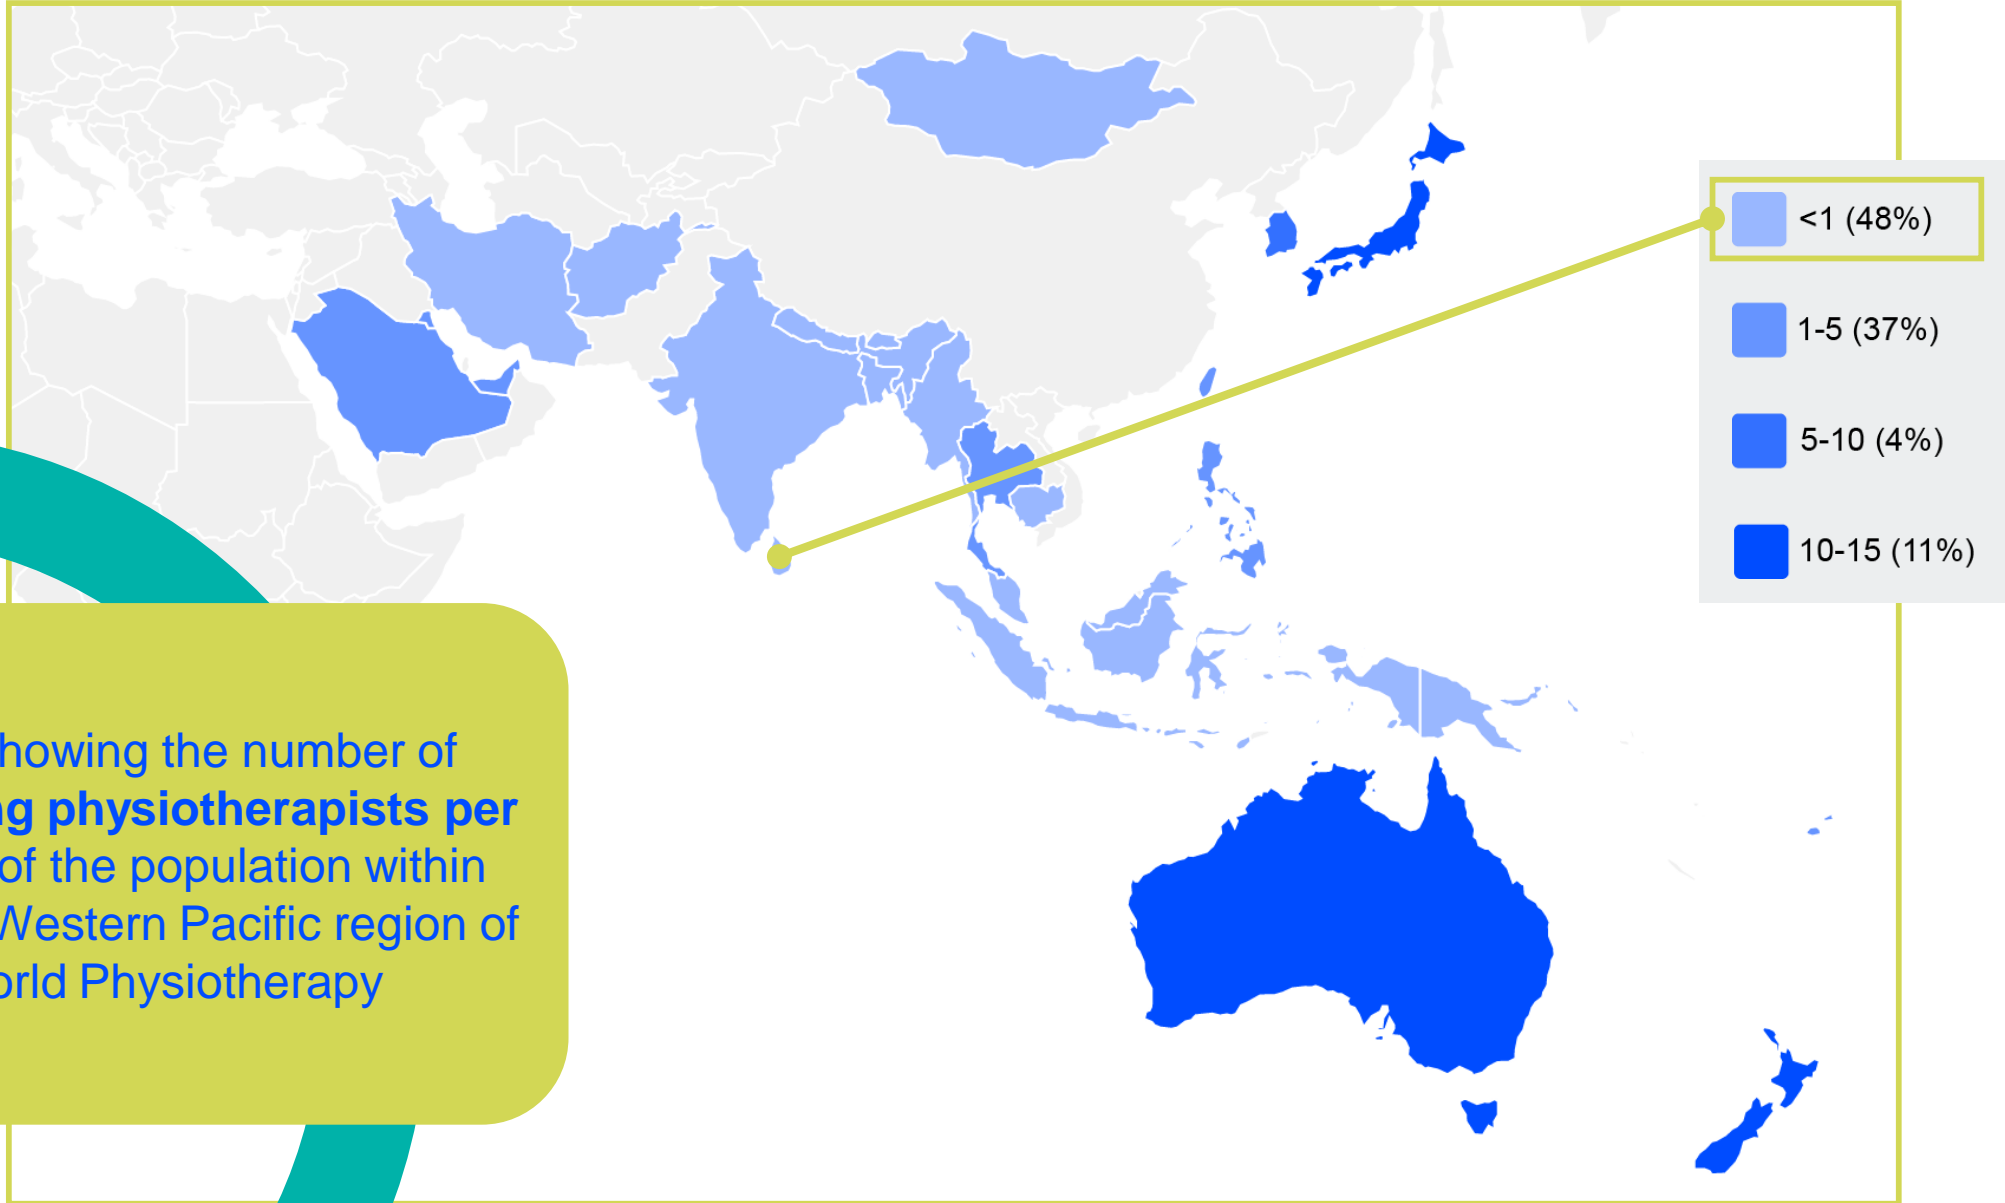 <1 (48%)
1-5 (37%)
5-10 (4%)
10-15 (11%)
howing the number of
g physiotherapists per
of the population within
Western Pacific region of
orld Physiotherapy